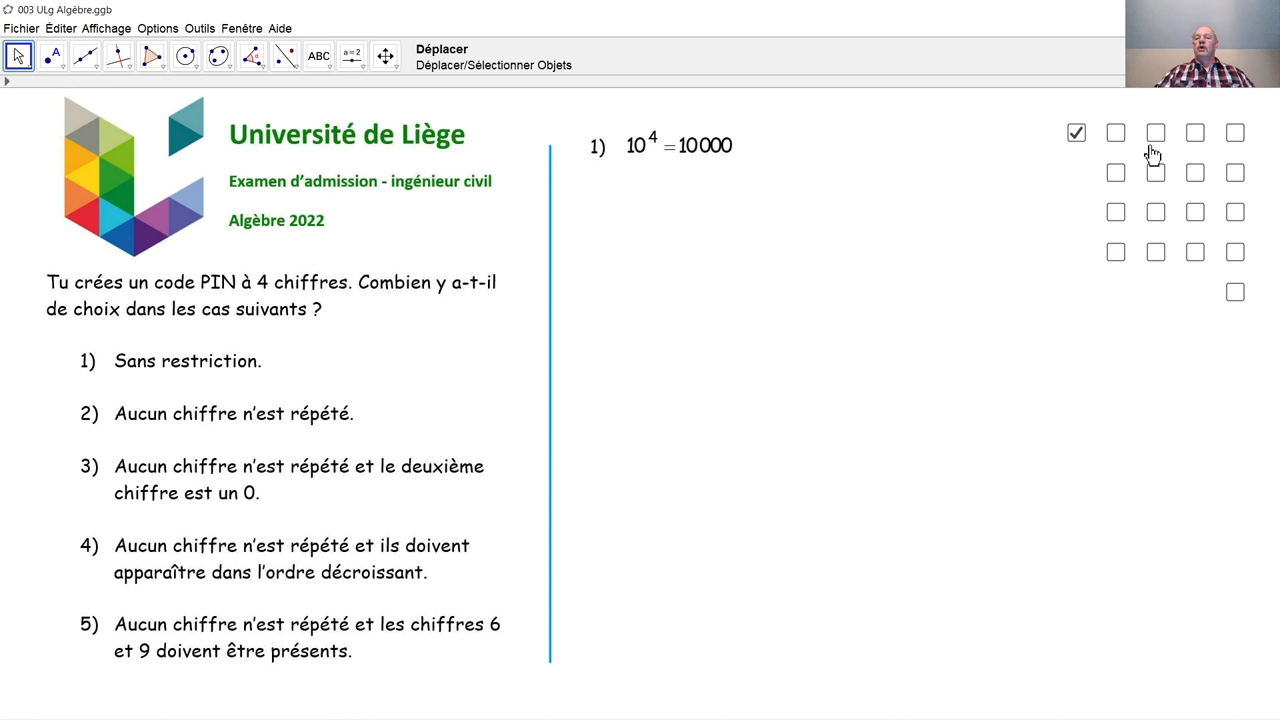 003 ULg Algèbre.ggb
Fichier Éditer Affichage Options Outils Fenêtre Aide
A
ABC
a=2
Déplacer
Déplacer/Sélectionner Objets
Université de Liège
Examen d’admission - ingénieur civil
Algèbre 2022
Tu crées un code PIN à 4 chiffres. Combien y a-t-il
de choix dans les cas suivants ?
1) Sans restriction.
2) Aucun chiffre n’est répété.
3) Aucun chiffre n’est répété et le deuxième
chiffre est un 0.
4) Aucun chiffre n’est répété et ils doivent
apparaître dans l’ordre décroissant.
5) Aucun chiffre n’est répété et les chiffres 6
et 9 doivent être présents.
1) 10⁴ = 10000